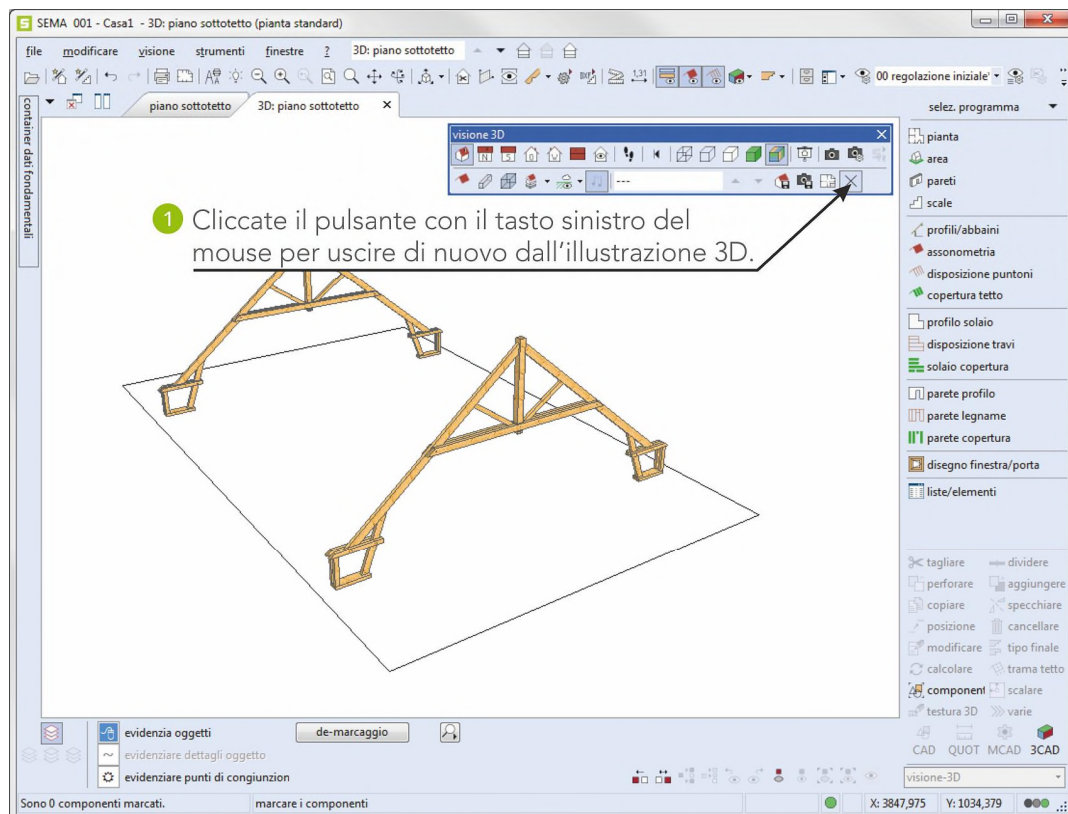 SEMA 001 - Casa1 - 3D: piano sottotetto (pianta standard)
file modificare visione strumenti finestre ? 3D: piano sottotetto
1,31
00 regolazione iniziale'
container dati fondamentali
piano sottotetto 3D: piano sottotetto
visione 3D
N S
---
1 Cliccate il pulsante con il tasto sinistro del
mouse per uscire di nuovo dall'illustrazione 3D.
selez. programma
pianta
area
pareti
scale
profili/abbaini
assonometria
disposizione puntoni
copertura tetto
profilo solaio
disposizione travi
solaio copertura
parete profilo
parete legname
parete copertura
disegno finestra/porta
liste/elementi
tagliare dividere
perforare aggiungere
copiare specchiare
posizione cancellare
modificare tipo finale
calcolare trama tetto
component scalare
testura 3D varie
CAD QUOT MCAD 3CAD
visione-3D
evidenzia oggetti de-marcaggio
evidenziare dettagli oggetto
evidenziare punti di congiunzion
Sono 0 componenti marcati. marcare i componenti X: 3847,975 Y: 1034,379